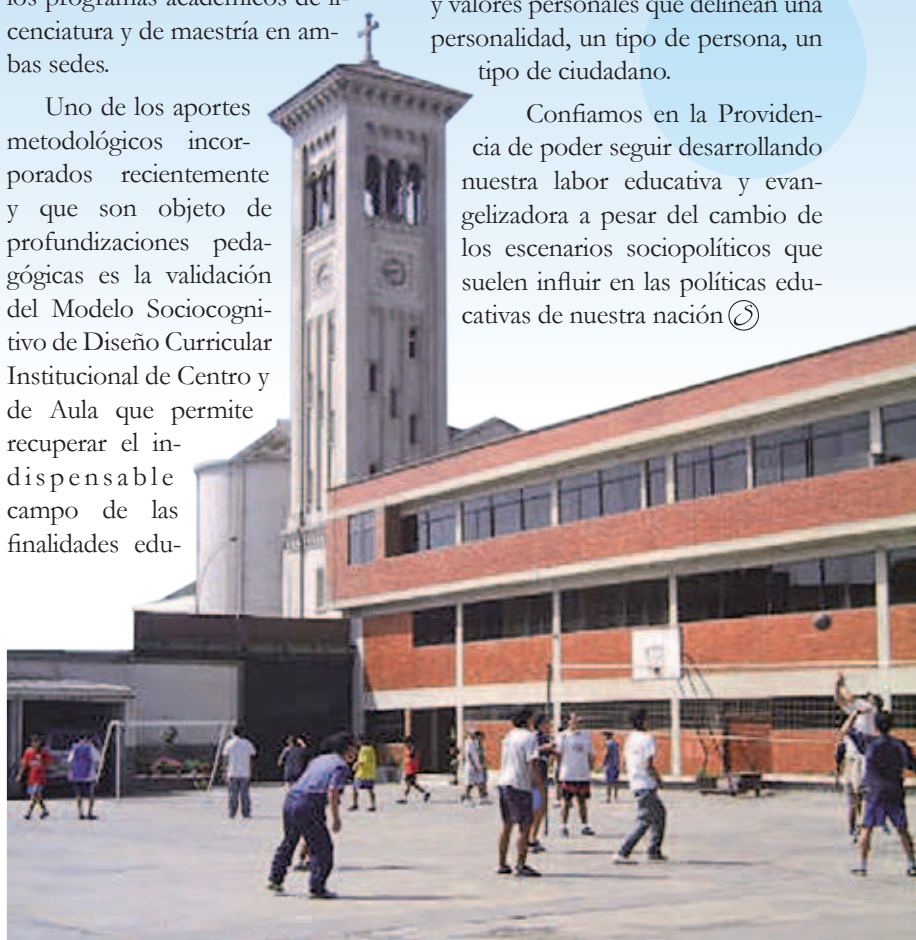 los programas académicos de li-
cenciatura y de maestría en am-
bas sedes.
Uno de los aportes
metodológicos incor-
porados recientemente
y que son objeto de
profundizaciones peda-
gógicas es la validación
del Modelo Sociocogni-
tivo de Diseño Curricular
Institucional de Centro y
de Aula que permite
recuperar el in-
dispensable
campo de las
finalidades edu-
y valores personales que delinean una
personalidad, un tipo de persona, un
tipo de ciudadano.
Confiamos en la Providen-
cia de poder seguir desarrollando
nuestra labor educativa y evan-
gelizadora a pesar del cambio de
los escenarios sociopolíticos que
suelen influir en las políticas edu-
cativas de nuestra nación